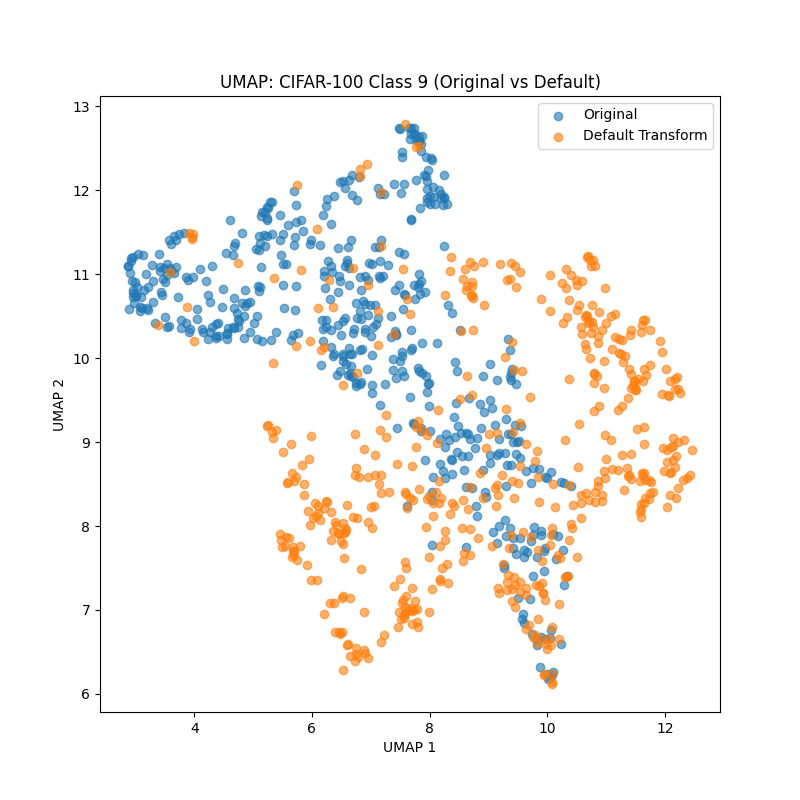 UMAP: CIFAR-100 Class 9 (Original vs Default)
Original
Default Transform
13
12
11
10
9
8
7
6
UMAP 2
4
6
8
10
12
UMAP 1